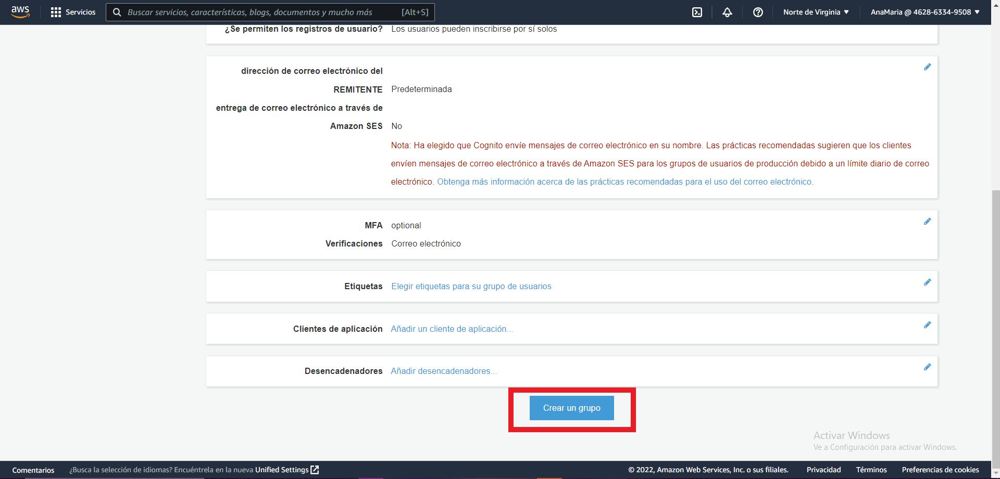 aws
Servicios
Buscar servicios, características, blogs, documentos y mucho más [Alt+S]
Norte de Virginia
AnaMaria @ 4628-6334-9508
¿Se permiten los registros de usuario? Los usuarios pueden inscribirse por sí solos
dirección de correo electrónico del
REMITENTE Predeterminada
entrega de correo electrónico a través de
Amazon SES No
Nota: Ha elegido que Cognito envíe mensajes de correo electrónico en su nombre. Las prácticas recomendadas sugieren que los clientes
envíen mensajes de correo electrónico a través de Amazon SES para los grupos de usuarios de producción debido a un límite diario de correo
electrónico. Obtenga más información acerca de las prácticas recomendadas para el uso del correo electrónico.
MFA optional
Verificaciones Correo electrónico
Etiquetas Elegir etiquetas para su grupo de usuarios
Clientes de aplicación Añadir un cliente de aplicación...
Desencadenadores Añadir desencadenadores...
Crear un grupo
Activar Windows
Ve a Configuración para activar Windows.
Comentarios ¿Busca la selección de idiomas? Encuéntrela en la nueva Unified Settings
© 2022, Amazon Web Services, Inc. o sus filiales. Privacidad Términos Preferencias de cookies